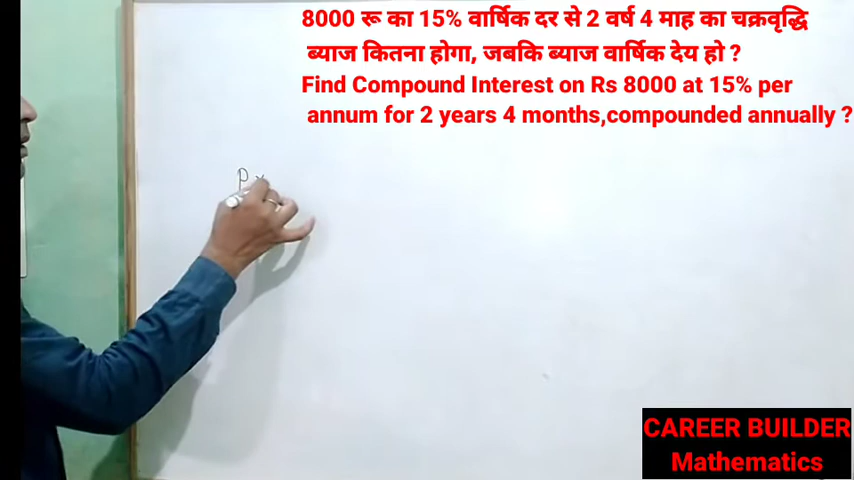 8000 रू का 15% वार्षिक दर से 2 वर्ष 4 माह का चक्रवृद्धि
ब्याज कितना होगा, जबकि ब्याज वार्षिक देय हो ?
Find Compound Interest on Rs 8000 at 15% per
annum for 2 years 4 months,compounded annually ?
P
CAREER BUILDER
Mathematics